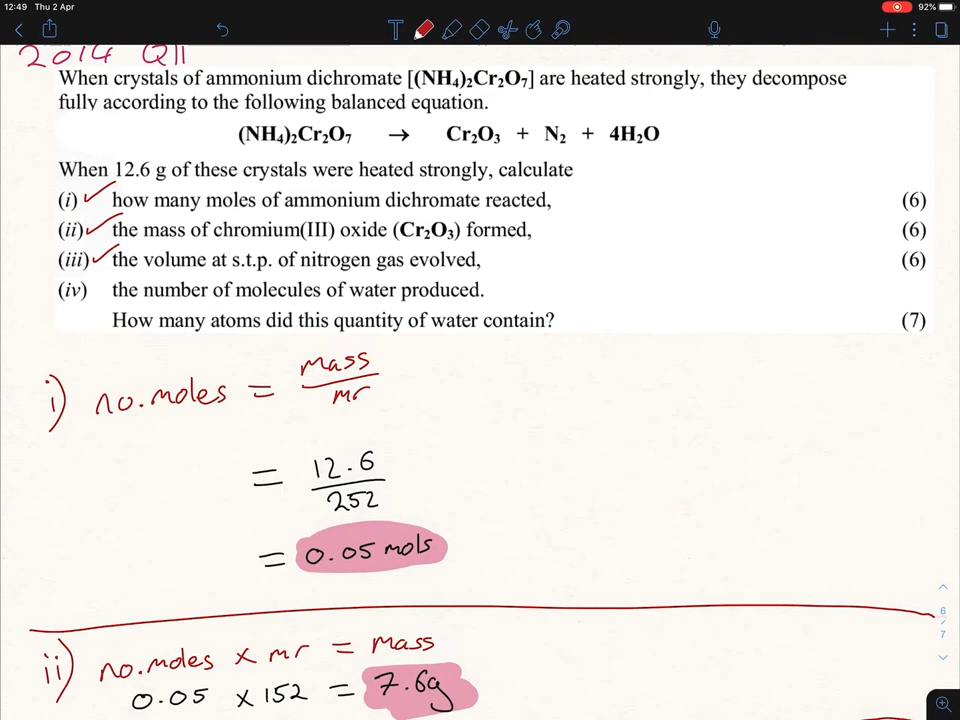 12:49 Thu 2 Apr
92%
T
2014 Q11
When crystals of ammonium dichromate [(NH₄)₂Cr₂O₇] are heated strongly, they decompose
fully according to the following balanced equation.
(NH₄)₂Cr₂O₇ → Cr₂O₃ + N₂ + 4H₂O
When 12.6 g of these crystals were heated strongly, calculate
(i) how many moles of ammonium dichromate reacted, (6)
(ii) the mass of chromium(III) oxide (Cr₂O₃) formed, (6)
(iii) the volume at s.t.p. of nitrogen gas evolved, (6)
(iv) the number of molecules of water produced.
How many atoms did this quantity of water contain? (7)
i) no.moles = mass
mr
= 12.6
252
= 0.05 mols
6
/
7
ii) no.moles x mr = mass
0.05 x 152 = 7.6g